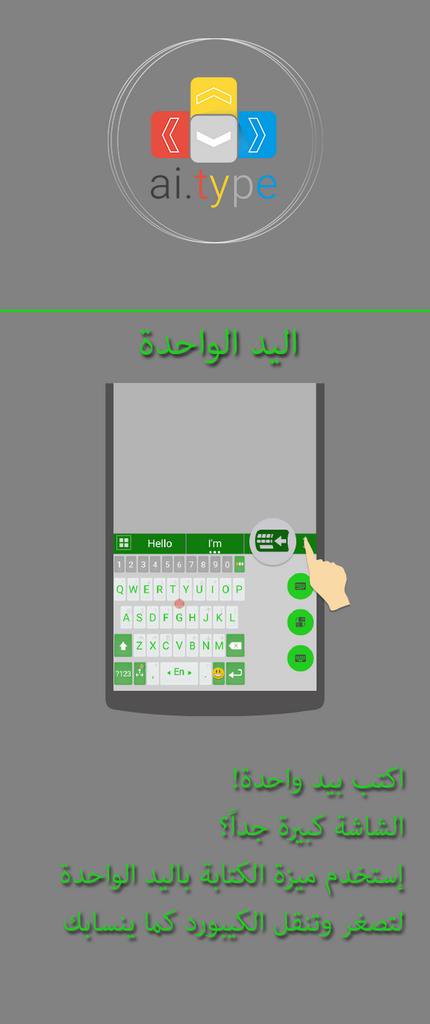 ai.type
اليد الواحدة
Hello I'm
1 2 3 4 5 6 7 8 9 0
Q W E R T Y U I O P
A S D F G H J K L
Z X C V B N M
?123 , En .
اكتب بيد واحدة!
الشاشة كبيرة جداً؟
إستخدم ميزة الكتابة باليد الواحدة
لتصغر وتنقل الكيبورد كما ينسابك